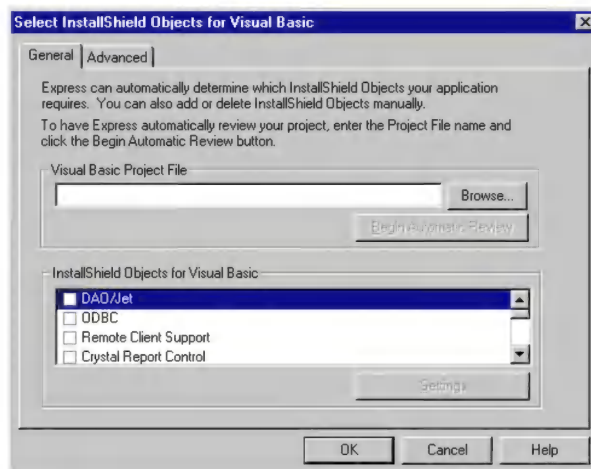 Select InstallShield Objects for Visual Basic
General Advanced
Express can automatically determine which InstallShield Objects your application
requires. You can also add or delete InstallShield Objects manually.
To have Express automatically review your project, enter the Project File name and
click the Begin Automatic Review button.
Visual Basic Project File
Browse...
Begin Automatic Review
InstallShield Objects for Visual Basic
DAO/Jet
ODBC
Remote Client Support
Crystal Report Control
Settings
OK Cancel Help